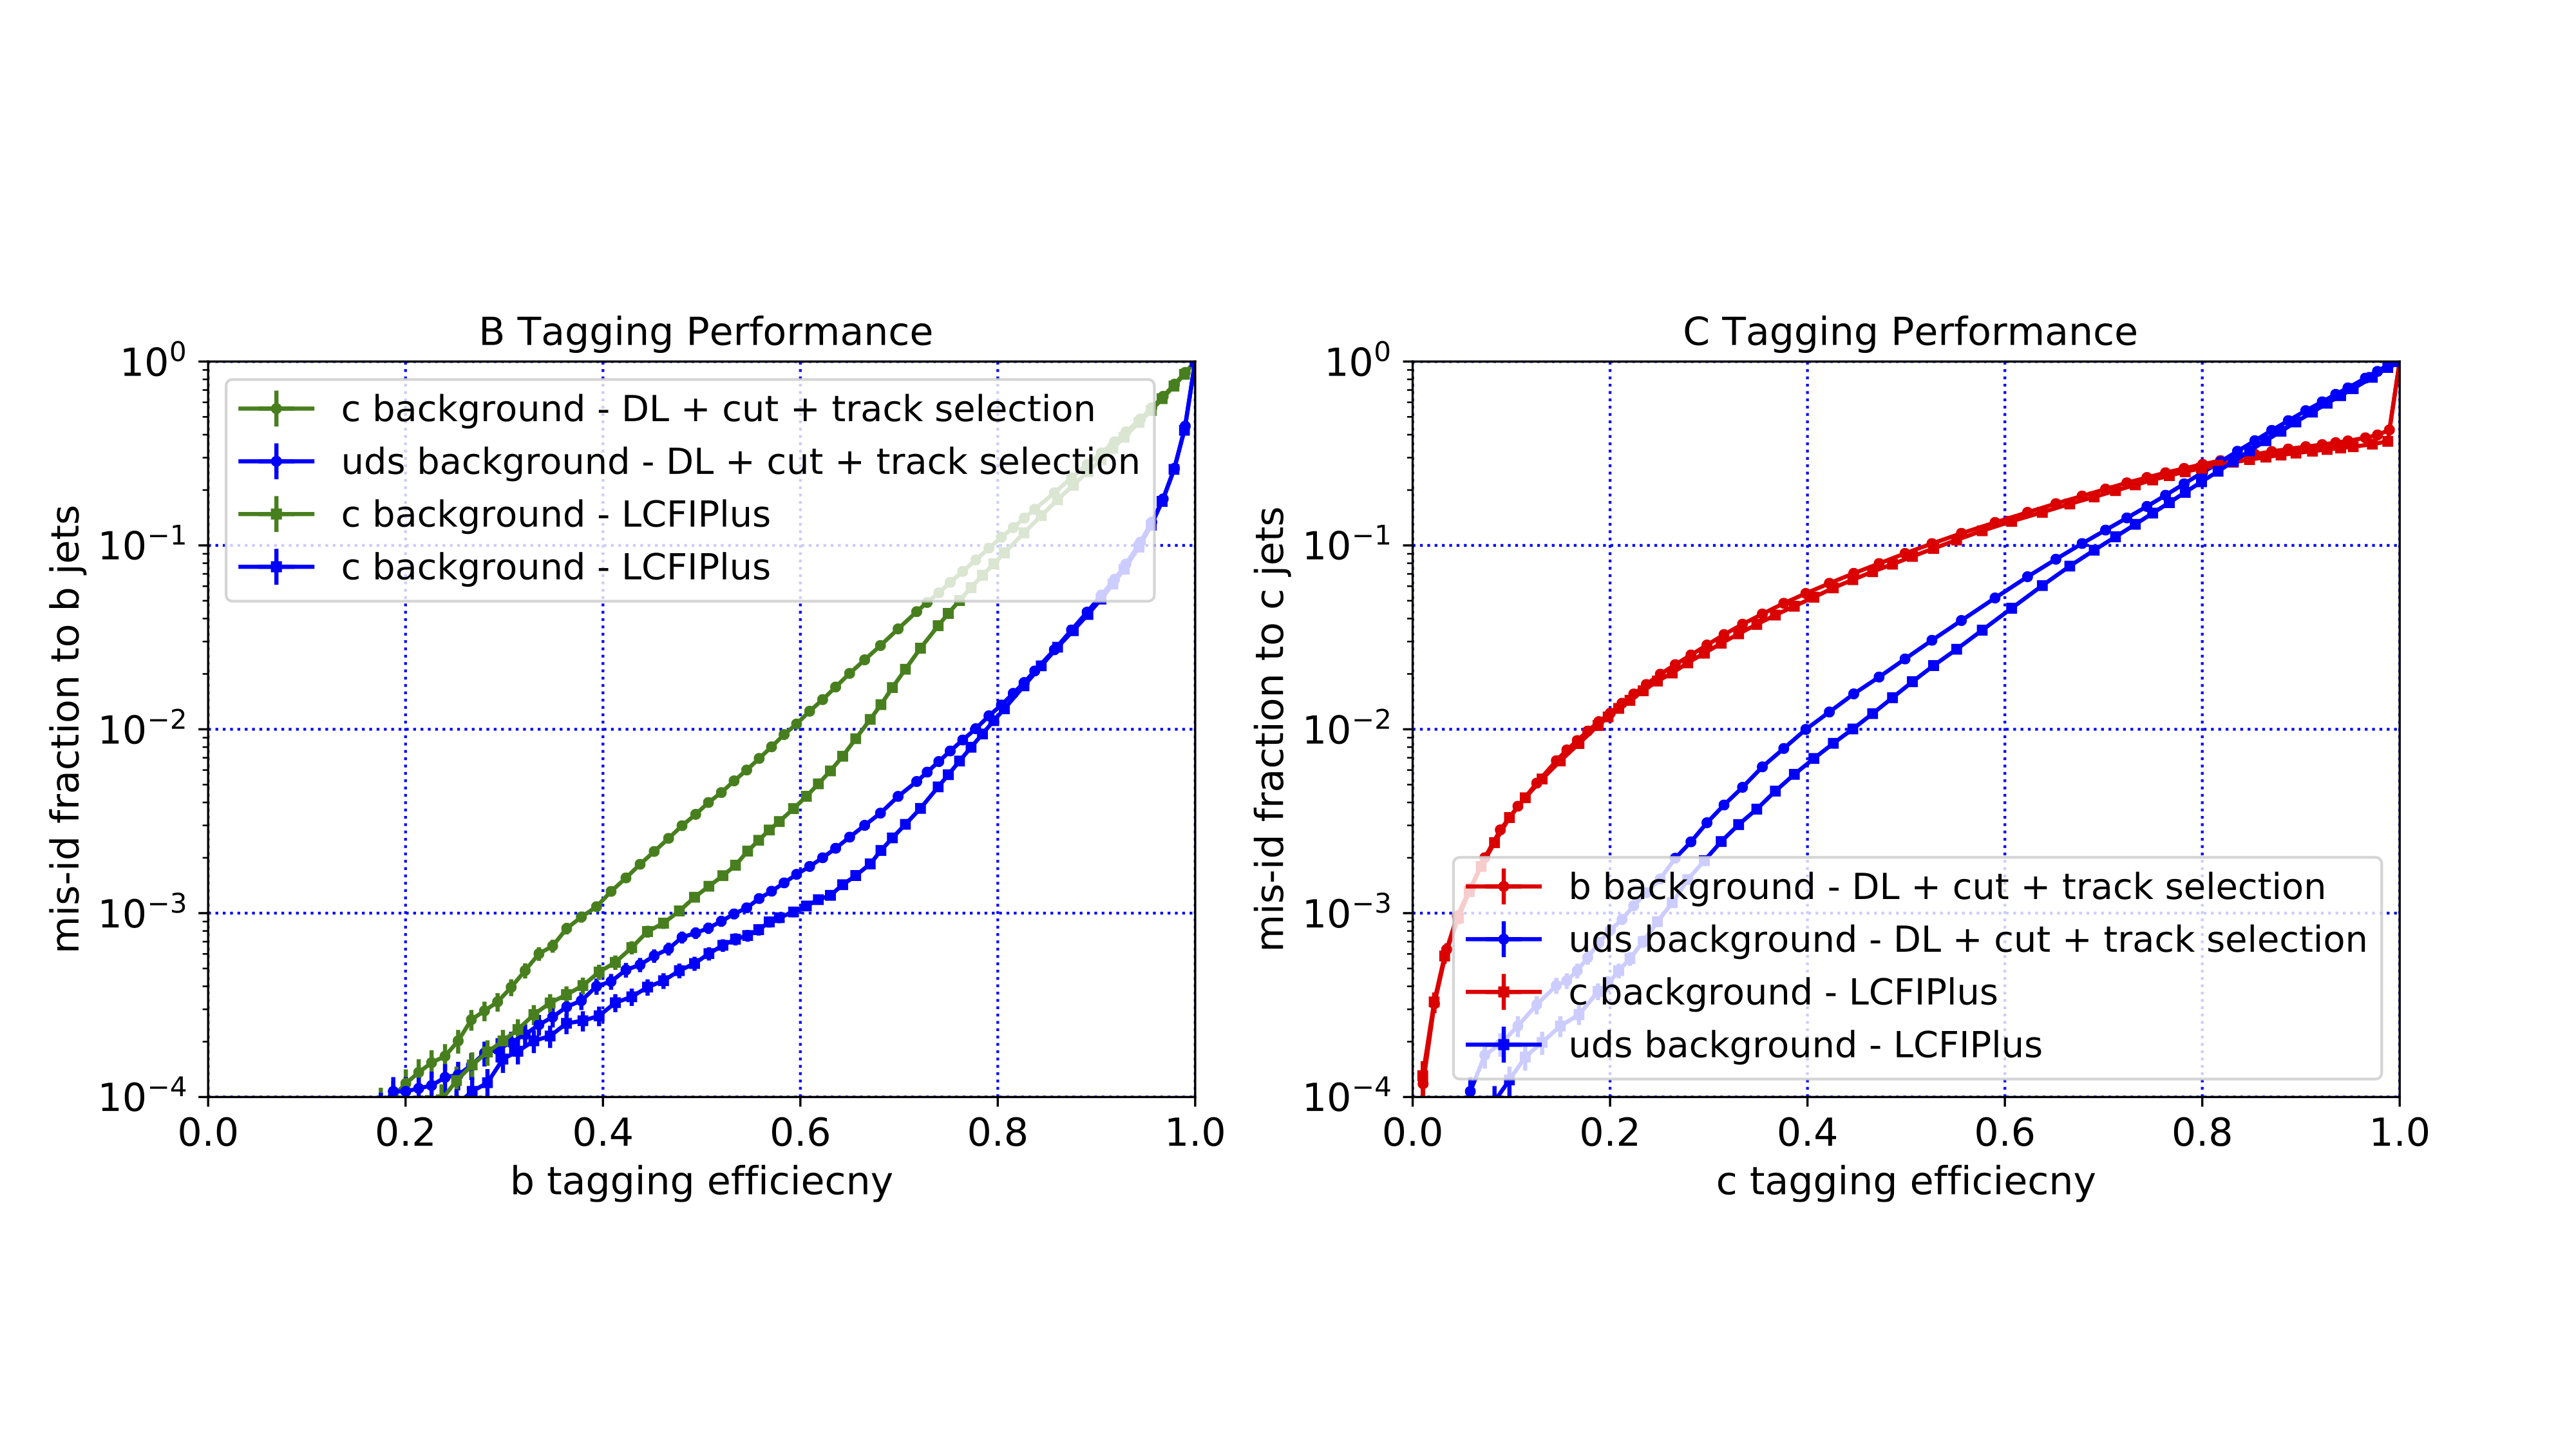 B Tagging Performance
mis-id fraction to b jets
10⁰
10⁻¹
10⁻²
10⁻³
10⁻⁴
c background - DL + cut + track selection
uds background - DL + cut + track selection
c background - LCFIPlus
c background - LCFIPlus
0.0 0.2 0.4 0.6 0.8 1.0
b tagging efficiecny
C Tagging Performance
mis-id fraction to c jets
10⁰
10⁻¹
10⁻²
10⁻³
10⁻⁴
b background - DL + cut + track selection
uds background - DL + cut + track selection
c background - LCFIPlus
uds background - LCFIPlus
0.0 0.2 0.4 0.6 0.8 1.0
c tagging efficiecny